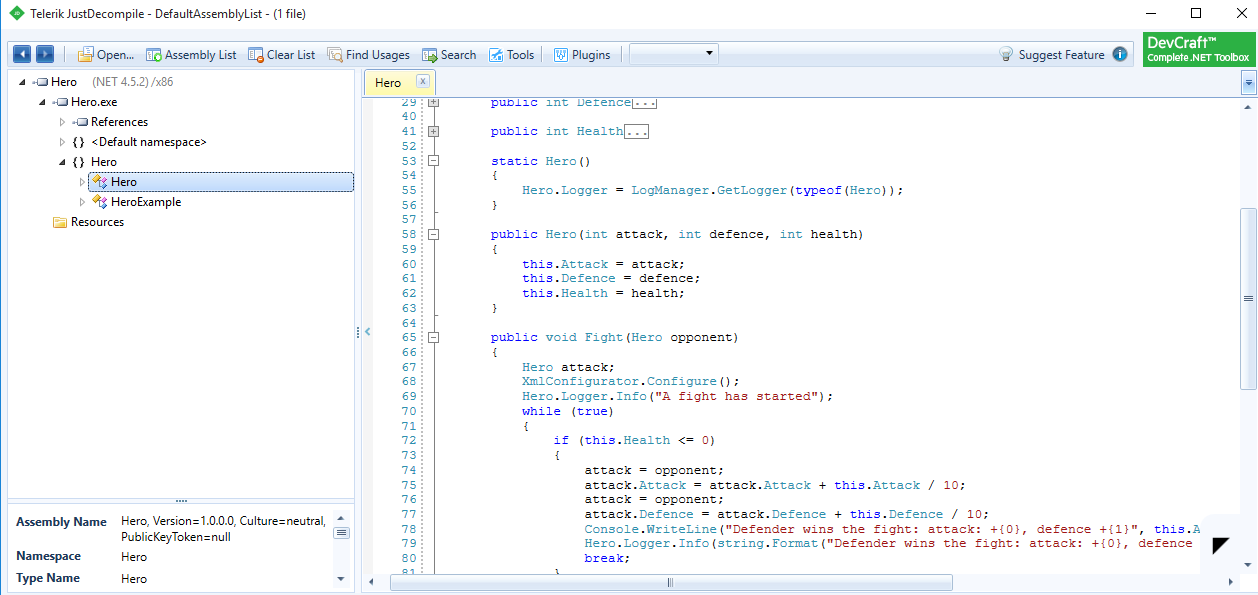 Telerik JustDecompile - DefaultAssemblyList - (1 file)
Open... Assembly List Clear List Find Usages Search Tools Plugins Suggest Feature
DevCraft™
Complete .NET Toolbox
Hero (NET 4.5.2) /x86
Hero.exe
References
{} <Default namespace>
{} Hero
Hero
HeroExample
Resources
Assembly Name Hero, Version=1.0.0.0, Culture=neutral,
PublicKeyToken=null
Namespace Hero
Type Name Hero
Hero x
29 public int Defence...
40
41 public int Health...
52
53 static Hero()
54 {
55 Hero.Logger = LogManager.GetLogger(typeof(Hero));
56 }
57
58 public Hero(int attack, int defence, int health)
59 {
60 this.Attack = attack;
61 this.Defence = defence;
62 this.Health = health;
63 }
64
65 public void Fight(Hero opponent)
66 {
67 Hero attack;
68 XmlConfigurator.Configure();
69 Hero.Logger.Info("A fight has started");
70 while (true)
71 {
72 if (this.Health <= 0)
73 {
74 attack = opponent;
75 attack.Attack = attack.Attack + this.Attack / 10;
76 attack = opponent;
77 attack.Defence = attack.Defence + this.Defence / 10;
78 Console.WriteLine("Defender wins the fight: attack: +{0}, defence +{1}", this.A
79 Hero.Logger.Info(string.Format("Defender wins the fight: attack: +{0}, defence
80 break;
81 }